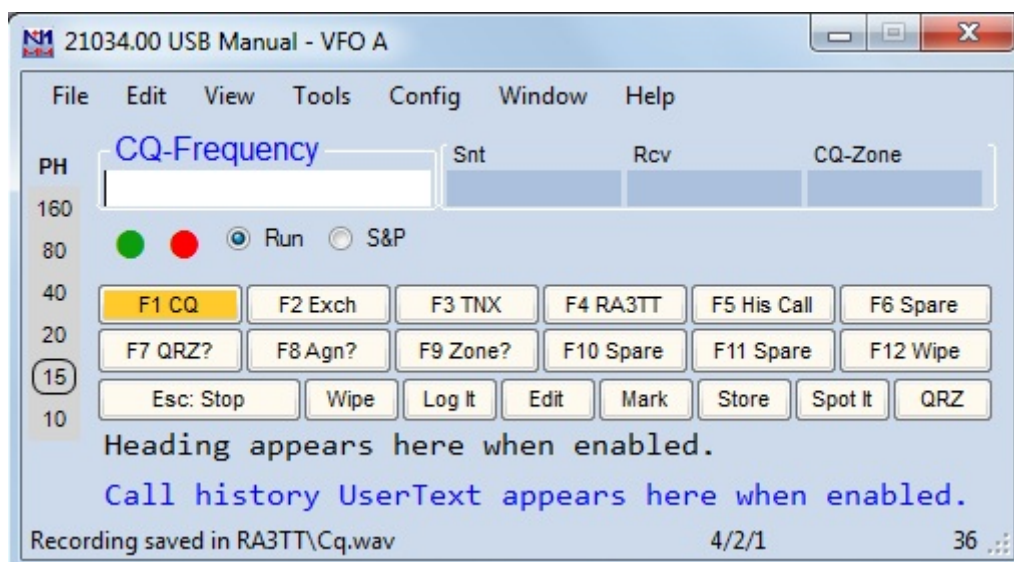 N1 MM 21034.00 USB Manual - VFO A
File Edit View Tools Config Window Help
PH
CQ-Frequency Snt Rcv CQ-Zone
160
80
Run S&P
40
F1 CQ F2 Exch F3 TNX F4 RA3TT F5 His Call F6 Spare
20
F7 QRZ? F8 Agn? F9 Zone? F10 Spare F11 Spare F12 Wipe
15
Esc: Stop Wipe Log It Edit Mark Store Spot It QRZ
10
Heading appears here when enabled.
Call history UserText appears here when enabled.
Recording saved in RA3TT\Cq.wav 4/2/1 36